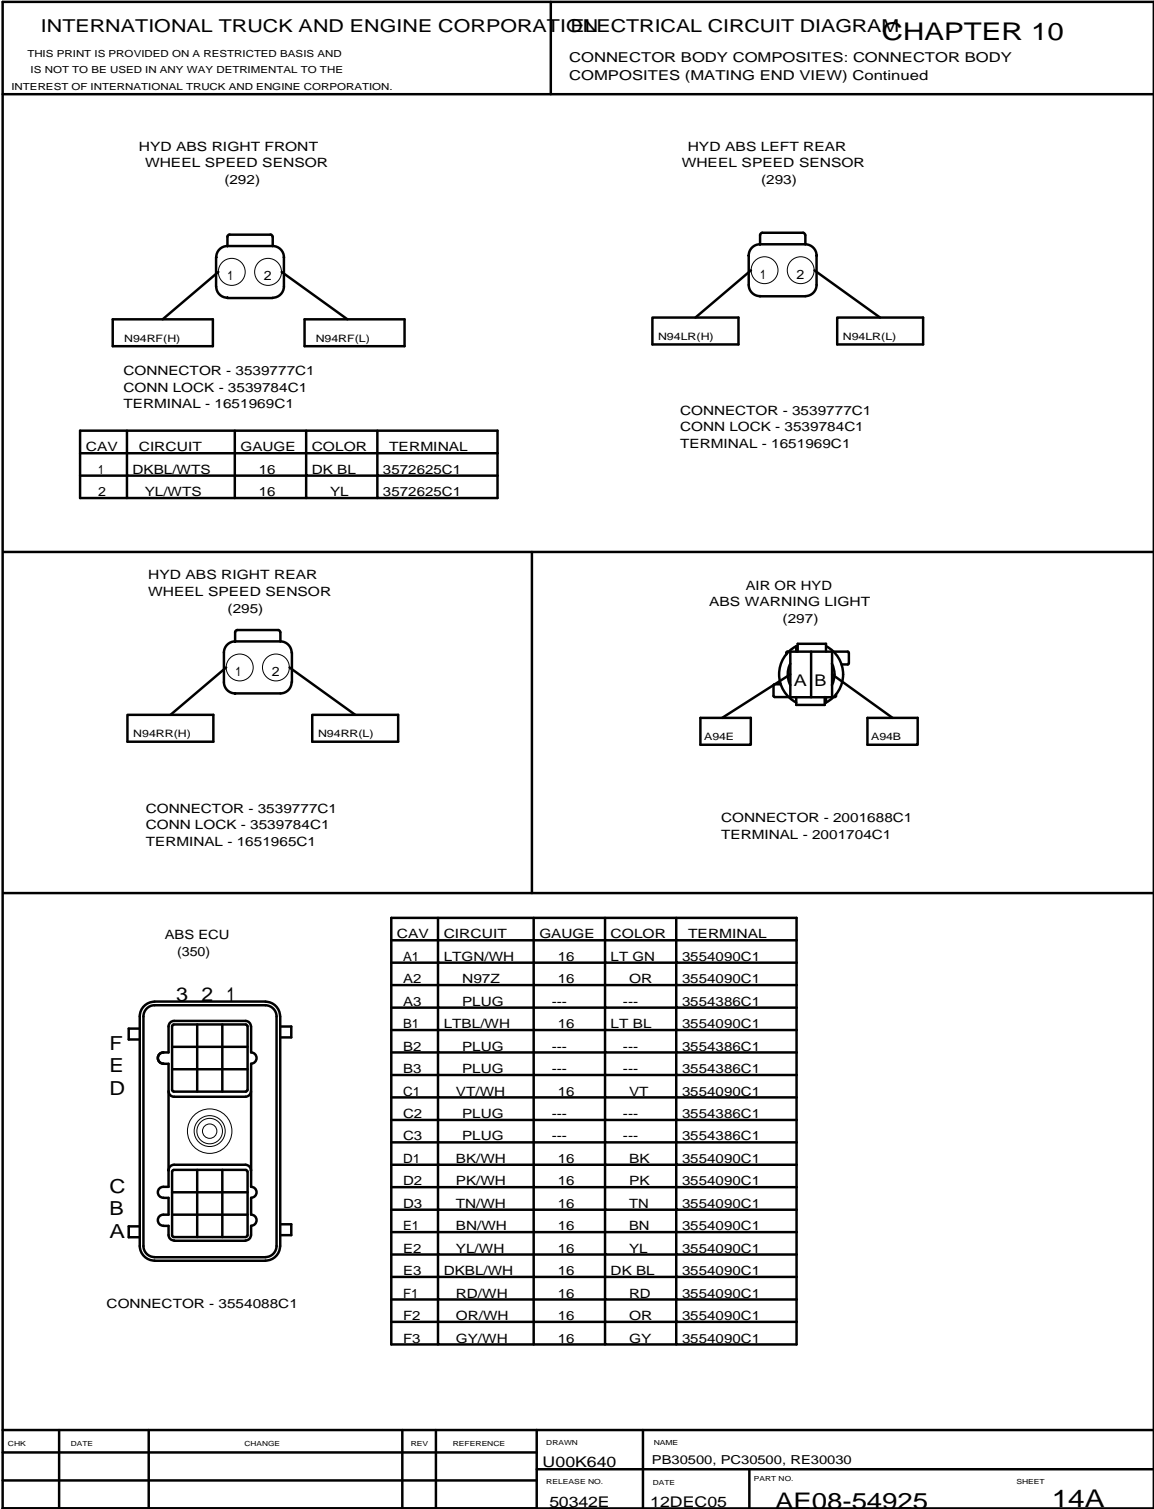 INTERNATIONAL TRUCK AND ENGINE CORPORATION
THIS PRINT IS PROVIDED ON A RESTRICTED BASIS AND
IS NOT TO BE USED IN ANY WAY DETRIMENTAL TO THE
INTEREST OF INTERNATIONAL TRUCK AND ENGINE CORPORATION.
ELECTRICAL CIRCUIT DIAGRAM
CHAPTER 10
CONNECTOR BODY COMPOSITES: CONNECTOR BODY
COMPOSITES (MATING END VIEW) Continued
HYD ABS RIGHT FRONT
WHEEL SPEED SENSOR
(292)
1 2
N94RF(H) N94RF(L)
CONNECTOR - 3539777C1
CONN LOCK - 3539784C1
TERMINAL - 1651969C1
CAV CIRCUIT GAUGE COLOR TERMINAL
1 DKBL/WTS 16 DK BL 3572625C1
2 YL/WTS 16 YL 3572625C1
HYD ABS LEFT REAR
WHEEL SPEED SENSOR
(293)
1 2
N94LR(H) N94LR(L)
CONNECTOR - 3539777C1
CONN LOCK - 3539784C1
TERMINAL - 1651969C1
HYD ABS RIGHT REAR
WHEEL SPEED SENSOR
(295)
1 2
N94RR(H) N94RR(L)
CONNECTOR - 3539777C1
CONN LOCK - 3539784C1
TERMINAL - 1651965C1
AIR OR HYD
ABS WARNING LIGHT
(297)
A B
A94E A94B
CONNECTOR - 2001688C1
TERMINAL - 2001704C1
ABS ECU
(350)
3 2 1
F
E
D
C
B
A
CONNECTOR - 3554088C1
CAV CIRCUIT GAUGE COLOR TERMINAL
A1 LTGN/WH 16 LT GN 3554090C1
A2 N97Z 16 OR 3554090C1
A3 PLUG --- --- 3554386C1
B1 LTBL/WH 16 LT BL 3554090C1
B2 PLUG --- --- 3554386C1
B3 PLUG --- --- 3554386C1
C1 VT/WH 16 VT 3554090C1
C2 PLUG --- --- 3554386C1
C3 PLUG --- --- 3554386C1
D1 BK/WH 16 BK 3554090C1
D2 PK/WH 16 PK 3554090C1
D3 TN/WH 16 TN 3554090C1
E1 BN/WH 16 BN 3554090C1
E2 YL/WH 16 YL 3554090C1
E3 DKBL/WH 16 DK BL 3554090C1
F1 RD/WH 16 RD 3554090C1
F2 OR/WH 16 OR 3554090C1
F3 GY/WH 16 GY 3554090C1
CHK DATE CHANGE REV REFERENCE
DRAWN
U00K640
NAME
PB30500, PC30500, RE30030
RELEASE NO.
50342E
DATE
12DEC05
PART NO.
AE08-54925
SHEET
14A